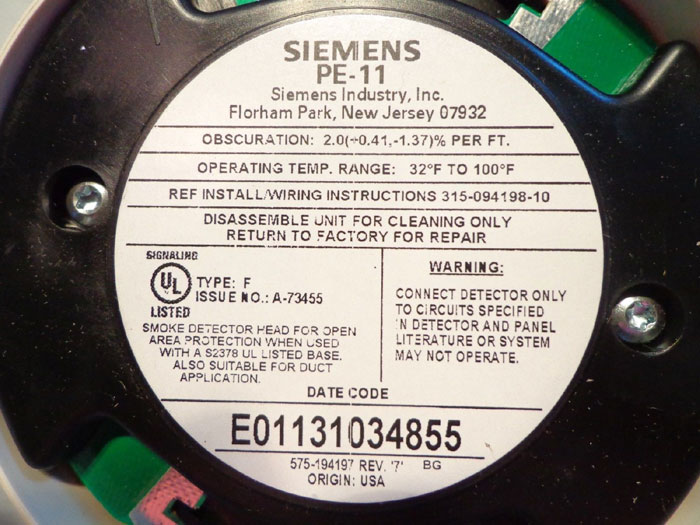 SIEMENS
PE-11
Siemens Industry, Inc.
Florham Park, New Jersey 07932
OBSCURATION: 2.0(+0.41,-1.37)% PER FT.
OPERATING TEMP. RANGE: 32°F TO 100°F
REF INSTALL/WIRING INSTRUCTIONS 315-094198-10
DISASSEMBLE UNIT FOR CLEANING ONLY
RETURN TO FACTORY FOR REPAIR
SIGNALING
UL
LISTED
TYPE: F
ISSUE NO.: A-73455
SMOKE DETECTOR HEAD FOR OPEN
AREA PROTECTION WHEN USED
WITH A S2378 UL LISTED BASE.
ALSO SUITABLE FOR DUCT
APPLICATION.
WARNING:
CONNECT DETECTOR ONLY
TO CIRCUITS SPECIFIED
IN DETECTOR AND PANEL
LITERATURE OR SYSTEM
MAY NOT OPERATE.
DATE CODE
E01131034855
575-194197 REV. '7' BG
ORIGIN: USA